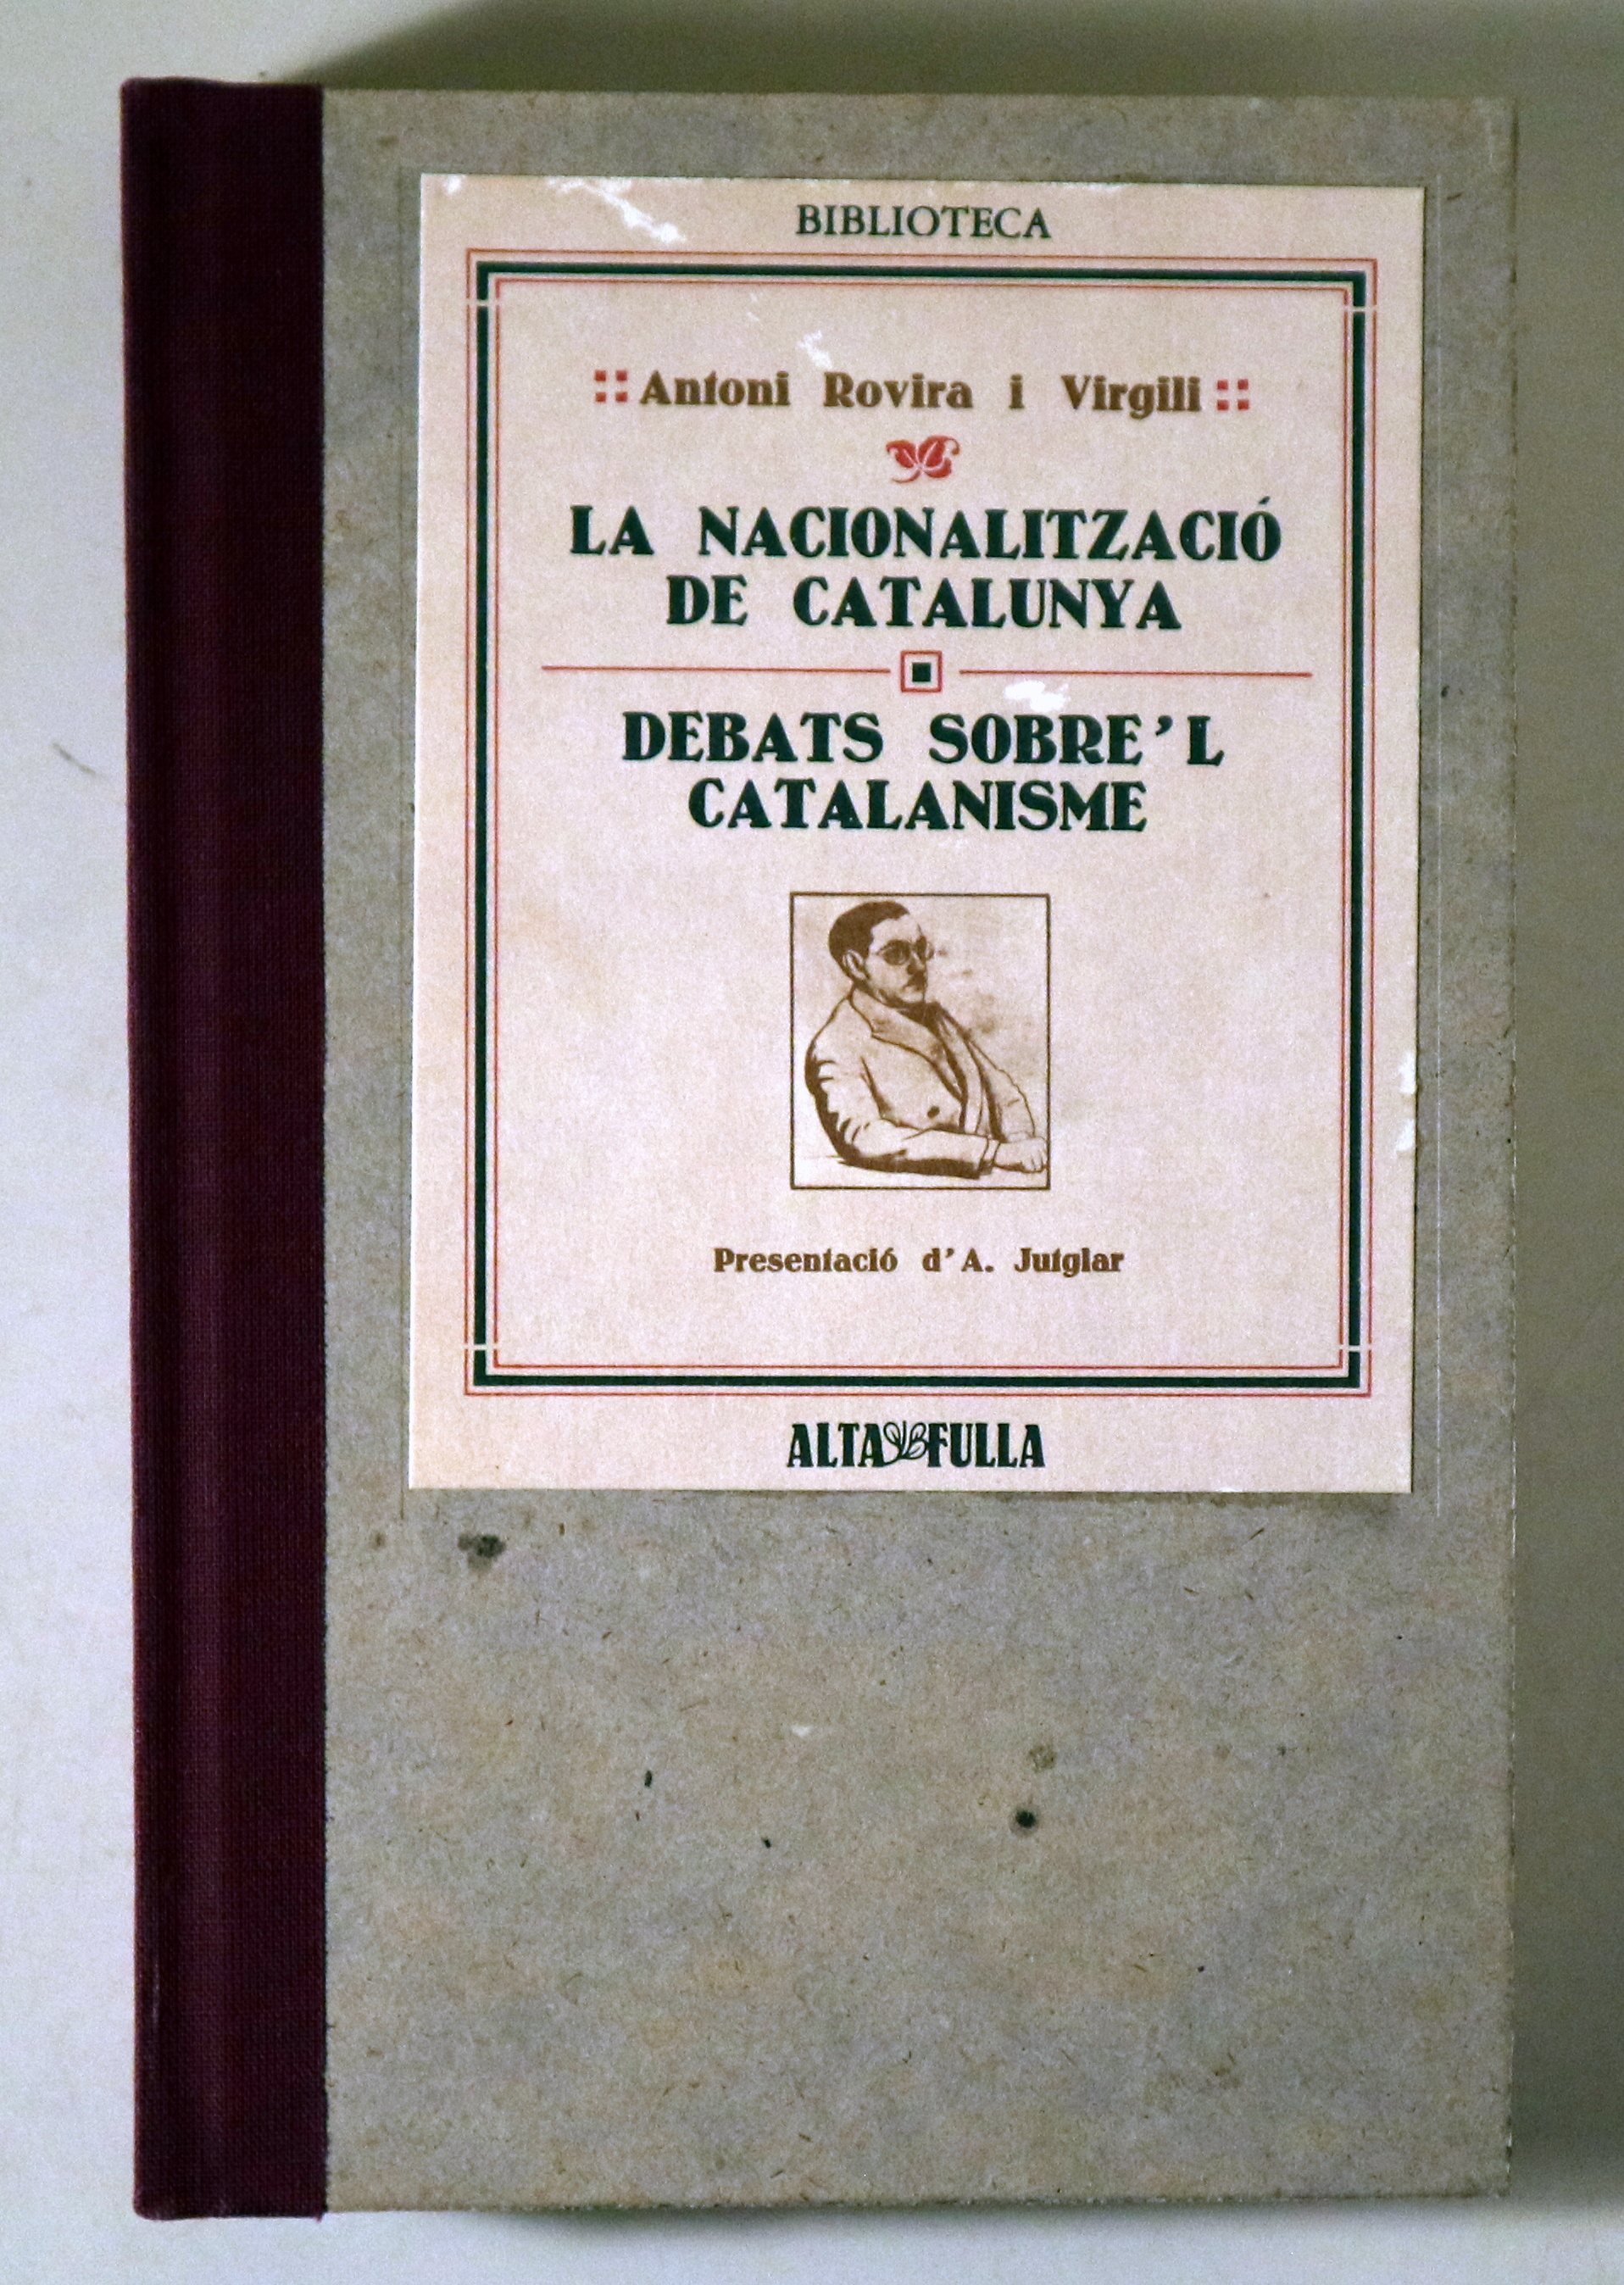 BIBLIOTECA
Antoni Rovira i Virgili
LA NACIONALITZACIÓ
DE CATALUNYA
DEBATS SOBRE'L
CATALANISME
Presentació d'A. Jutglar
ALTA FULLA